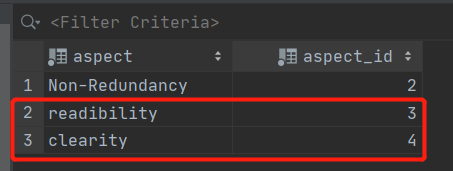 <Filter Criteria>
aspect aspect_id
1 Non-Redundancy 2
2 readibility 3
3 clearity 4